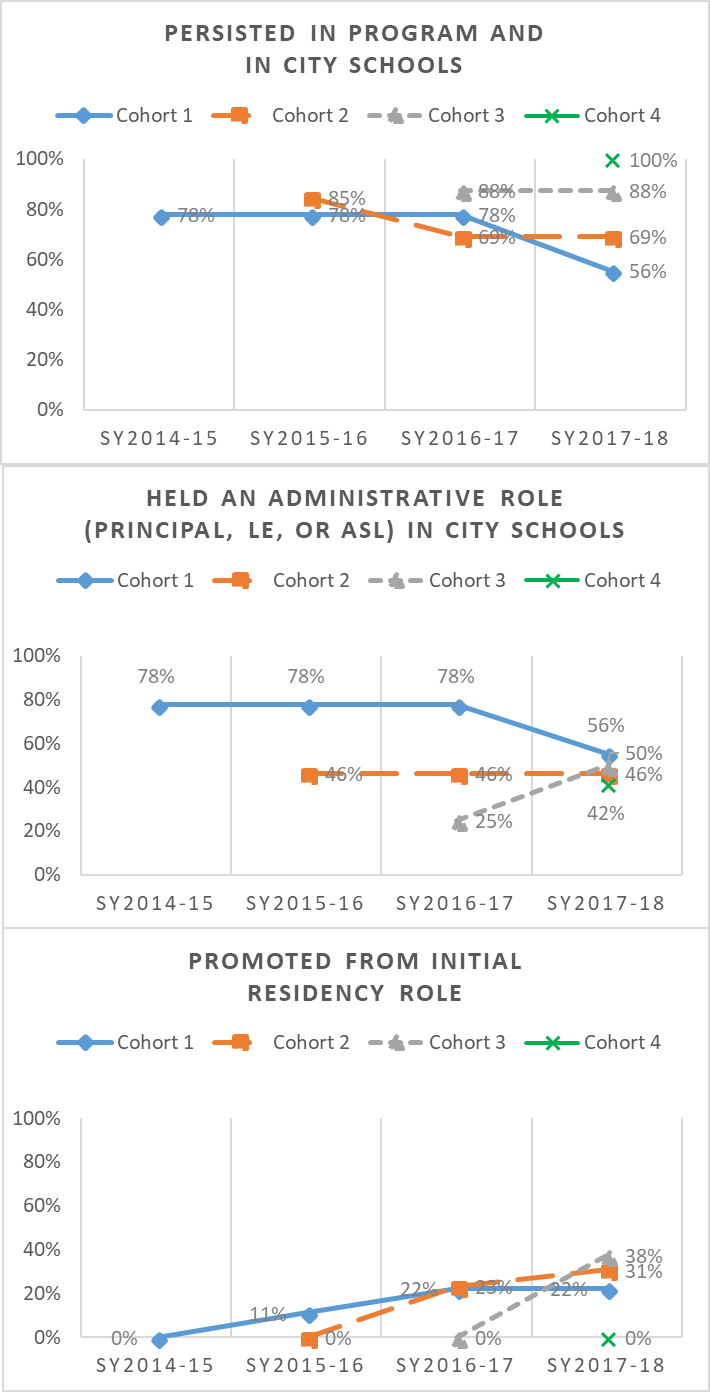 PERSISTED IN PROGRAM AND
IN CITY SCHOOLS
Cohort 1 Cohort 2 Cohort 3 Cohort 4
100%
80%
60%
40%
20%
0%
78% 78% 78% 56%
85% 69% 69%
88% 88%
100%
SY2014-15 SY2015-16 SY2016-17 SY2017-18
HELD AN ADMINISTRATIVE ROLE
(PRINCIPAL, LE, OR ASL) IN CITY SCHOOLS
Cohort 1 Cohort 2 Cohort 3 Cohort 4
100%
80%
60%
40%
20%
0%
78% 78% 78% 56%
46% 46% 46%
25% 50%
42%
SY2014-15 SY2015-16 SY2016-17 SY2017-18
PROMOTED FROM INITIAL
RESIDENCY ROLE
Cohort 1 Cohort 2 Cohort 3 Cohort 4
100%
80%
60%
40%
20%
0%
0% 11% 22% 22%
0% 23% 31%
0% 38%
0%
SY2014-15 SY2015-16 SY2016-17 SY2017-18